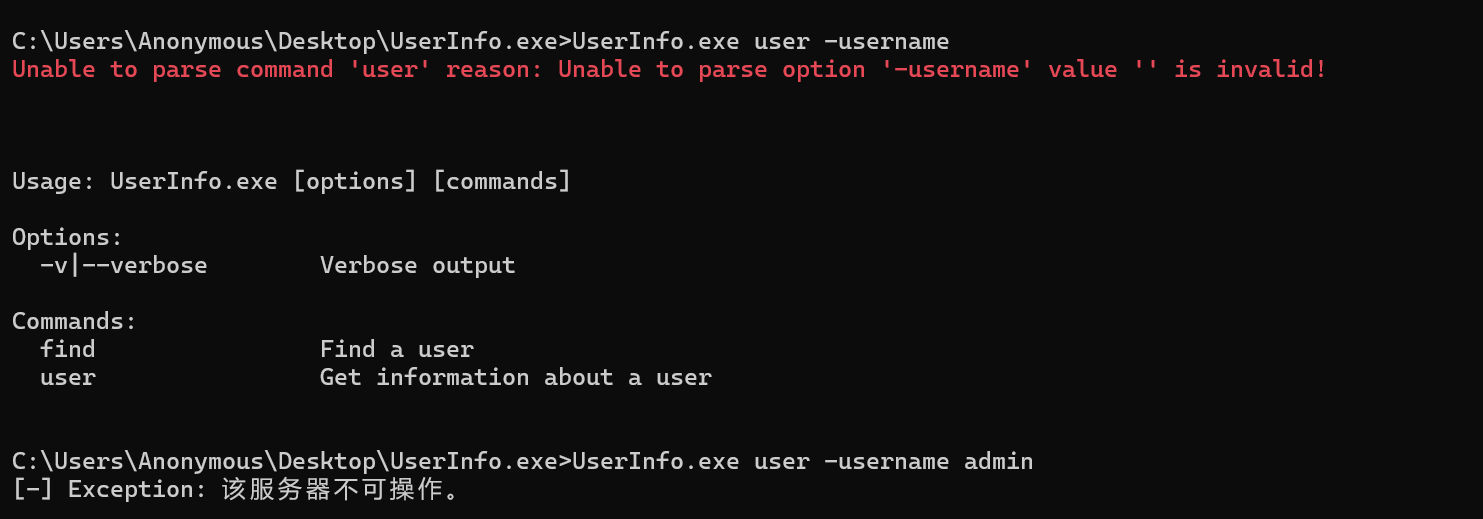 C:\Users\Anonymous\Desktop\UserInfo.exe>UserInfo.exe user -username
Unable to parse command 'user' reason: Unable to parse option '-username' value '' is invalid!
Usage: UserInfo.exe [options] [commands]
Options:
-v|--verbose Verbose output
Commands:
find Find a user
user Get information about a user
C:\Users\Anonymous\Desktop\UserInfo.exe>UserInfo.exe user -username admin
[-] Exception: 该服务器不可操作。